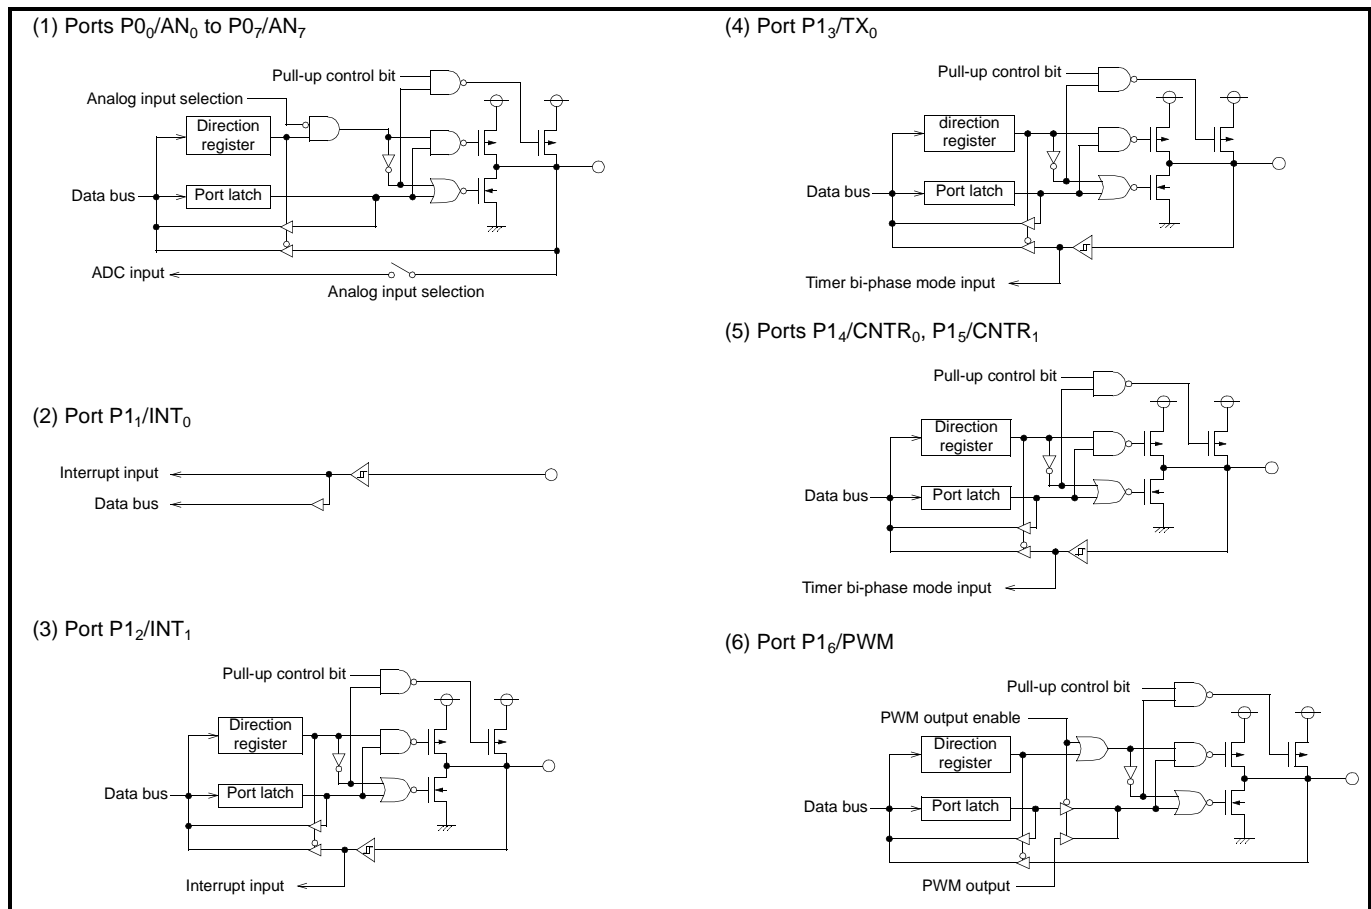 (1) Ports P0₀/AN₀ to P0₇/AN₇
Pull-up control bit
Analog input selection
Direction
register
Data bus
Port latch
ADC input
Analog input selection
(2) Port P1₁/INT₀
Interrupt input
Data bus
(3) Port P1₂/INT₁
Pull-up control bit
Direction
register
Data bus
Port latch
Interrupt input
(4) Port P1₃/TX₀
Pull-up control bit
direction
register
Data bus
Port latch
Timer bi-phase mode input
(5) Ports P1₄/CNTR₀, P1₅/CNTR₁
Pull-up control bit
Direction
register
Data bus
Port latch
Timer bi-phase mode input
(6) Port P1₆/PWM
Pull-up control bit
PWM output enable
Direction
register
Data bus
Port latch
PWM output